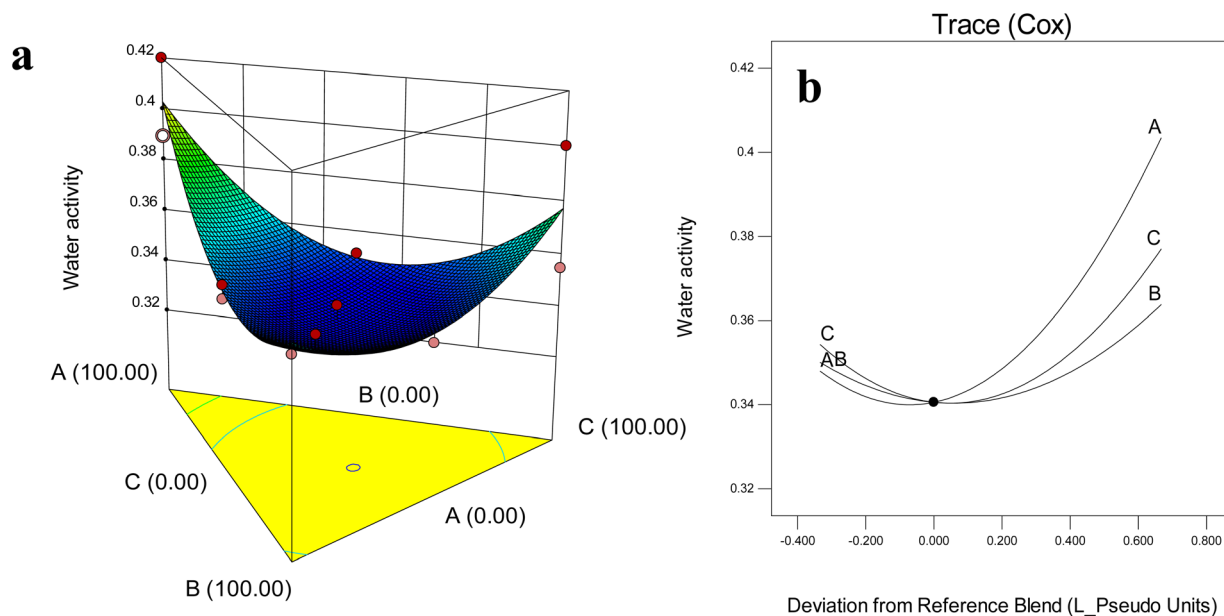 a
0.42
0.4
0.38
0.36
0.34
0.32
Water activity
A (100.00)
B (0.00)
C (100.00)
C (0.00)
A (0.00)
B (100.00)
Trace (Cox)
b
0.42
0.4
0.38
0.36
0.34
0.32
Water activity
A
C
B
C
AB
-0.400
-0.200
0.000
0.200
0.400
0.600
0.800
Deviation from Reference Blend (L_Pseudo Units)